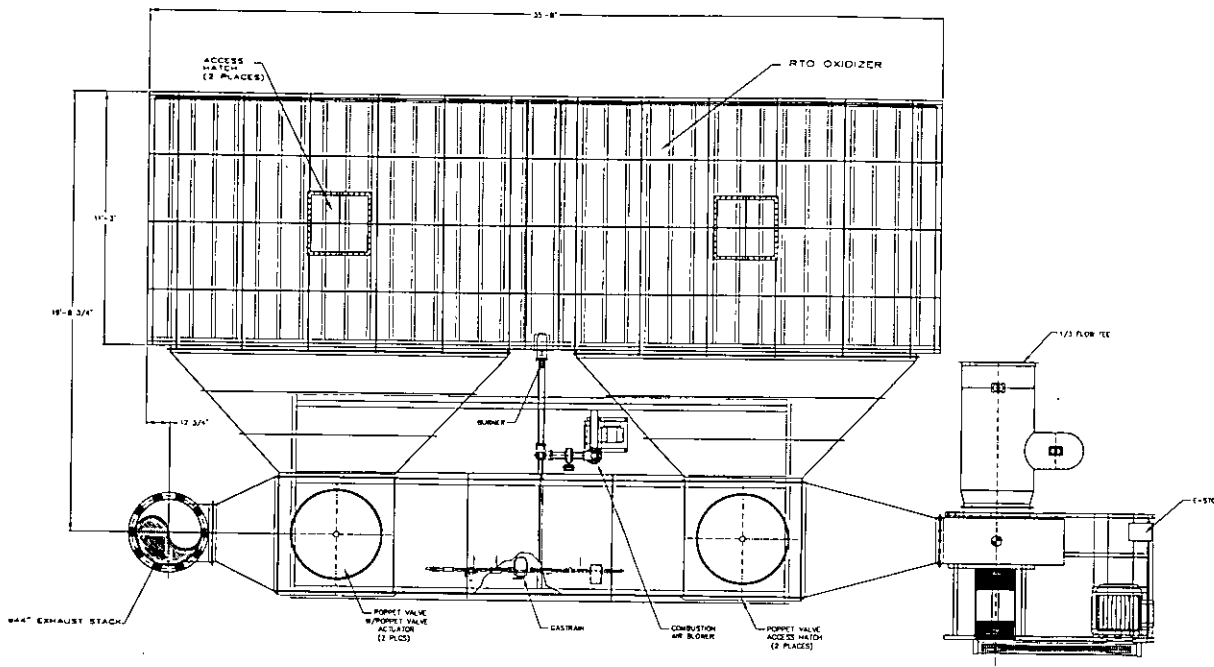 35'-8"
ACCESS
HATCH
(2 PLACES)
RTO OXIDIZER
11'-3"
19'-8 3/4"
1/3 FLOW TEE
BURNER
12 3/4"
E-STO
ø44" EXHAUST STACK
POPPET VALVE
W/POPPET VALVE
ACTUATOR
(2 PLCS)
GASTRAIN
COMBUSTION
AIR BLOWER
POPPET VALVE
ACCESS HATCH
(2 PLACES)